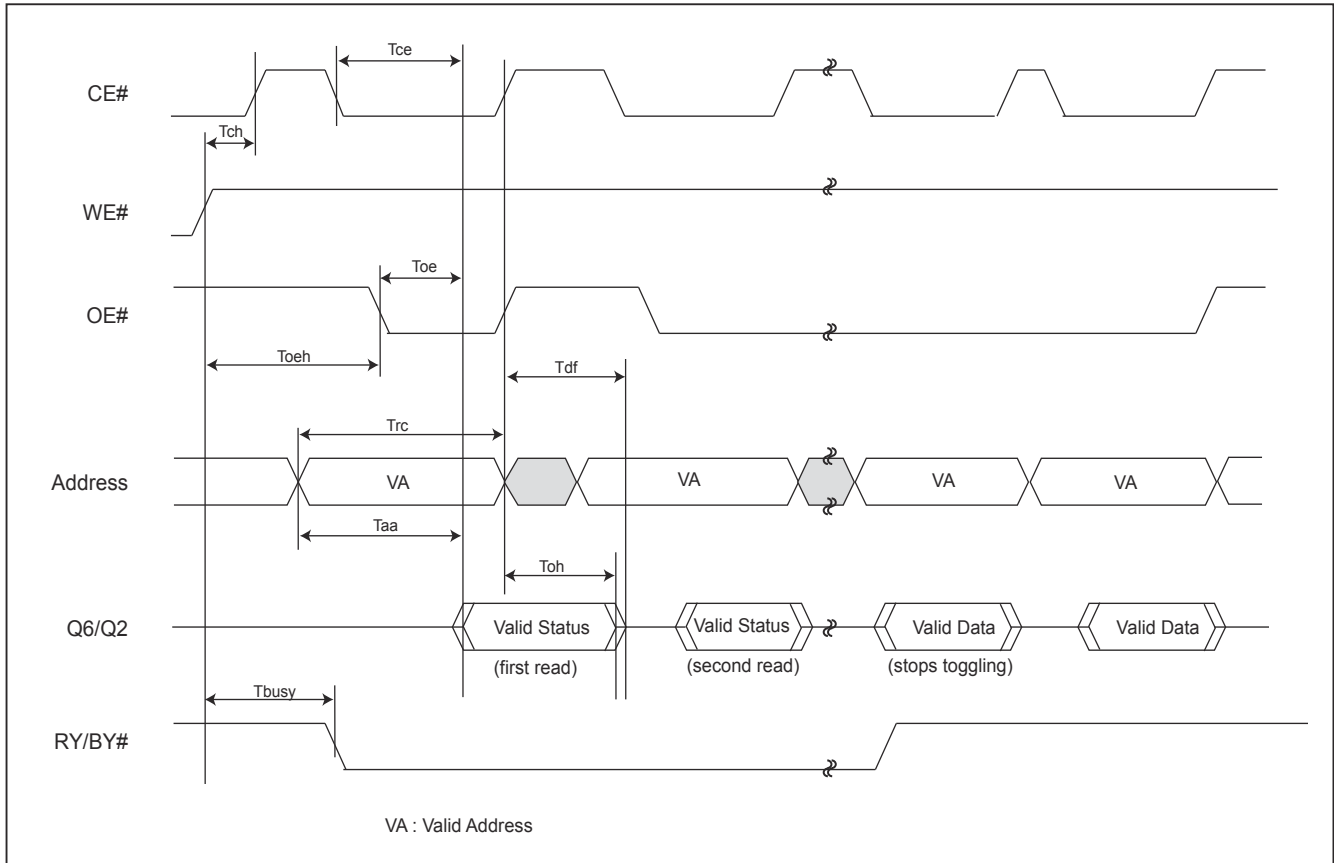 Tce
CE#
Tch
WE#
Toe
OE#
Toeh
Tdf
Trc
Address
VA
VA
VA
VA
Taa
Toh
Q6/Q2
Valid Status
Valid Status
Valid Data
Valid Data
(first read)
(second read)
(stops toggling)
Tbusy
RY/BY#
VA : Valid Address